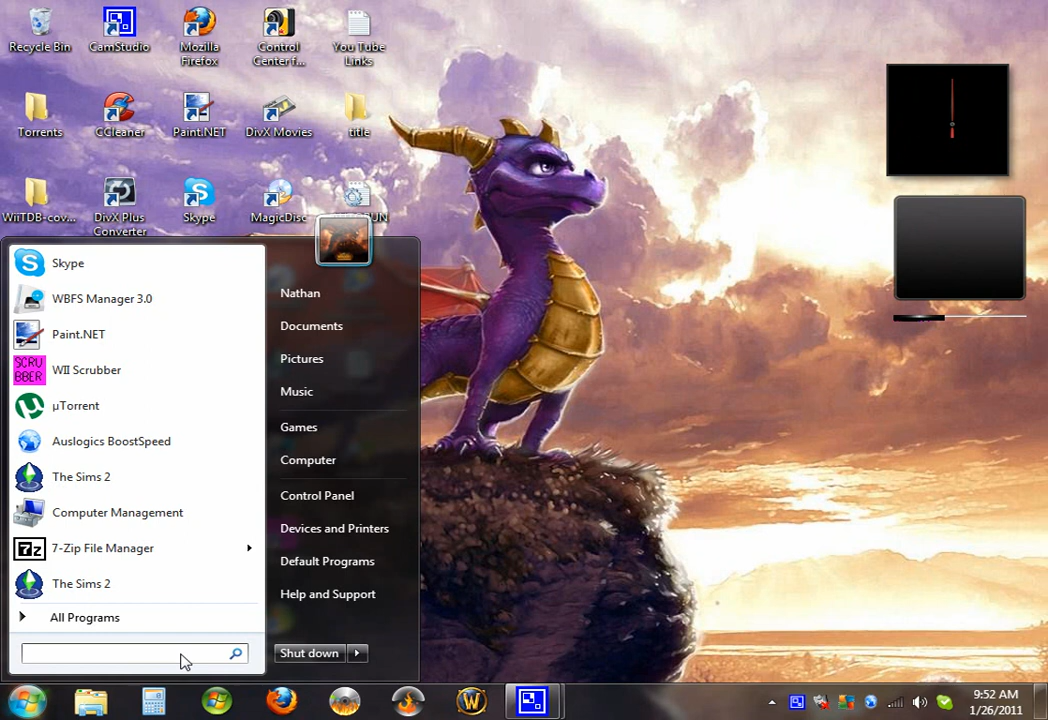 Recycle Bin
CamStudio
Mozilla
Firefox
Control
Center f...
You Tube
Links
Torrents
CCleaner
Paint.NET
DivX Movies
title
WiiTDB-cov...
DivX Plus
Converter
Skype
MagicDisc
UN
Skype
WBFS Manager 3.0
Paint.NET
SCRU
BBER
WII Scrubber
µTorrent
Auslogics BoostSpeed
The Sims 2
Computer Management
7z
7-Zip File Manager
The Sims 2
All Programs
Nathan
Documents
Pictures
Music
Games
Computer
Control Panel
Devices and Printers
Default Programs
Help and Support
Shut down
9:52 AM
1/26/2011